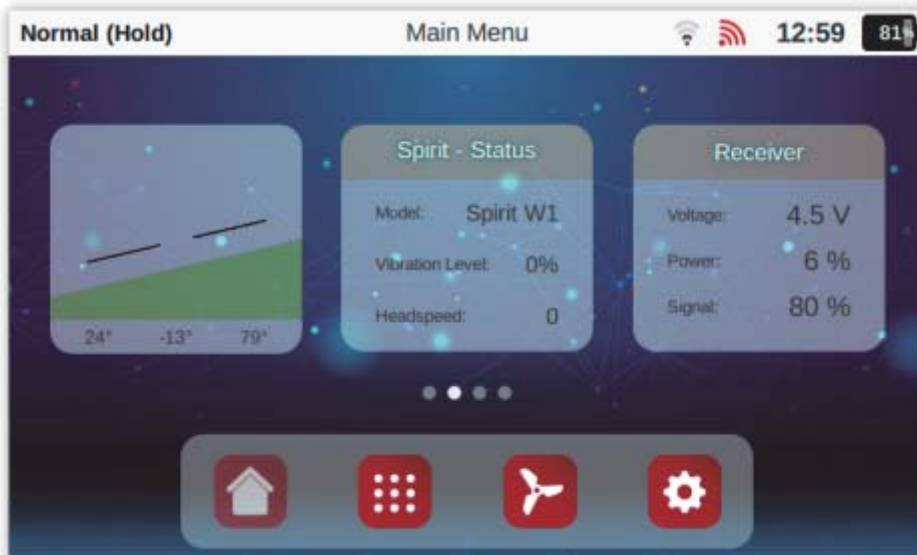 Normal (Hold) Main Menu 12:59 81%
24° -13° 79°
Spirit - Status
Model: Spirit W1
Vibration Level: 0%
Headspeed: 0
Receiver
Voltage: 4.5 V
Power: 6 %
Signal: 80 %